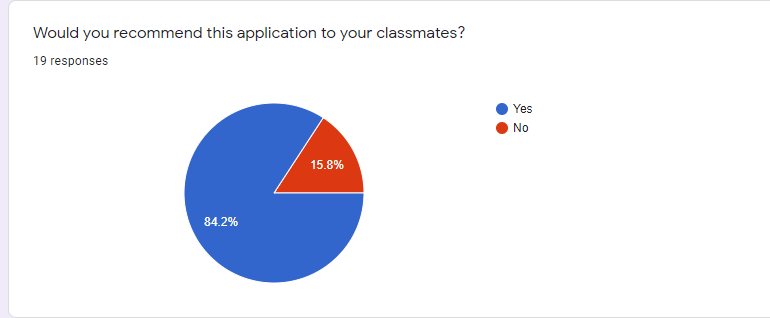 Would you recommend this application to your classmates?
19 responses
Yes
No
15.8%
84.2%